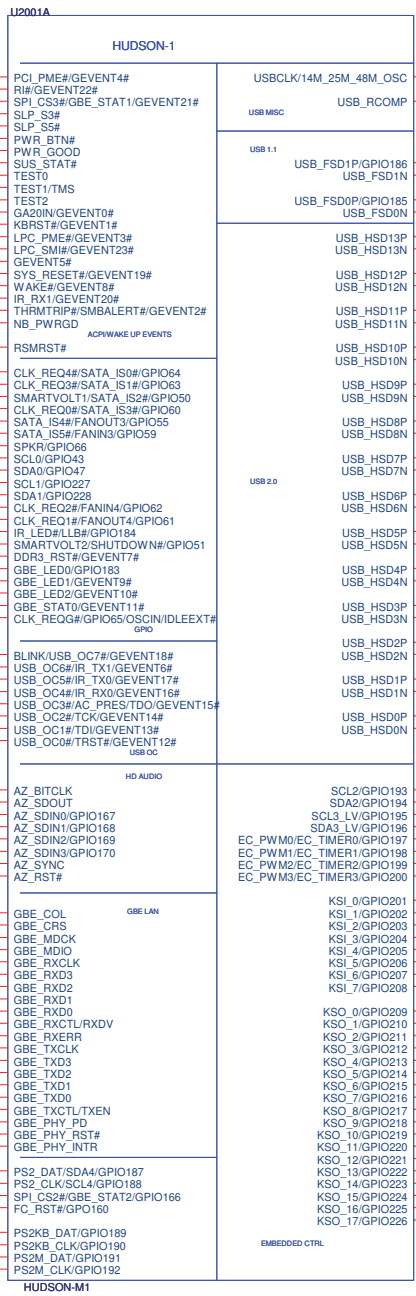 U2001A
HUDSON-1
PCI_PME#/GEVENT4#
RI#/GEVENT22#
SPI_CS3#/GBE_STAT1/GEVENT21#
SLP_S3#
SLP_S5#
PWR_BTN#
PWR_GOOD
SUS_STAT#
TEST0
TEST1/TMS
TEST2
GA20IN/GEVENT0#
KBRST#/GEVENT1#
LPC_PME#/GEVENT3#
LPC_SMI#/GEVENT23#
GEVENT5#
SYS_RESET#/GEVENT19#
WAKE#/GEVENT8#
IR_RX1/GEVENT20#
THRMTRIP#/SMBALERT#/GEVENT2#
NB_PWRGD
ACPI/WAKE UP EVENTS
RSMRST#
CLK_REQ4#/SATA_IS0#/GPIO64
CLK_REQ3#/SATA_IS1#/GPIO63
SMARTVOLT1/SATA_IS2#/GPIO50
CLK_REQ0#/SATA_IS3#/GPIO60
SATA_IS4#/FANOUT3/GPIO55
SATA_IS5#/FANIN3/GPIO59
SPKR/GPIO66
SCL0/GPIO43
SDA0/GPIO47
SCL1/GPIO227
SDA1/GPIO228
CLK_REQ2#/FANIN4/GPIO62
CLK_REQ1#/FANOUT4/GPIO61
IR_LED#/LLB#/GPIO184
SMARTVOLT2/SHUTDOWN#/GPIO51
DDR3_RST#/GEVENT7#
GBE_LED0/GPIO183
GBE_LED1/GEVENT9#
GBE_LED2/GEVENT10#
GBE_STAT0/GEVENT11#
CLK_REQG#/GPIO65/OSCIN/IDLEEXT#
GPIO
BLINK/USB_OC7#/GEVENT18#
USB_OC6#/IR_TX1/GEVENT6#
USB_OC5#/IR_TX0/GEVENT17#
USB_OC4#/IR_RX0/GEVENT16#
USB_OC3#/AC_PRES/TDO/GEVENT15#
USB_OC2#/TCK/GEVENT14#
USB_OC1#/TDI/GEVENT13#
USB_OC0#/TRST#/GEVENT12#
USB OC
HD AUDIO
AZ_BITCLK
AZ_SDOUT
AZ_SDIN0/GPIO167
AZ_SDIN1/GPIO168
AZ_SDIN2/GPIO169
AZ_SDIN3/GPIO170
AZ_SYNC
AZ_RST#
GBE LAN
GBE_COL
GBE_CRS
GBE_MDCK
GBE_MDIO
GBE_RXCLK
GBE_RXD3
GBE_RXD2
GBE_RXD1
GBE_RXD0
GBE_RXCTL/RXDV
GBE_RXERR
GBE_TXCLK
GBE_TXD3
GBE_TXD2
GBE_TXD1
GBE_TXD0
GBE_TXCTL/TXEN
GBE_PHY_PD
GBE_PHY_RST#
GBE_PHY_INTR
PS2_DAT/SDA4/GPIO187
PS2_CLK/SCL4/GPIO188
SPI_CS2#/GBE_STAT2/GPIO166
FC_RST#/GPO160
PS2KB_DAT/GPIO189
PS2KB_CLK/GPIO190
PS2M_DAT/GPIO191
PS2M_CLK/GPIO192
USBCLK/14M_25M_48M_OSC
USB_RCOMP
USB MISC
USB 1.1
USB_FSD1P/GPIO186
USB_FSD1N
USB_FSD0P/GPIO185
USB_FSD0N
USB_HSD13P
USB_HSD13N
USB_HSD12P
USB_HSD12N
USB_HSD11P
USB_HSD11N
USB_HSD10P
USB_HSD10N
USB_HSD9P
USB_HSD9N
USB_HSD8P
USB_HSD8N
USB_HSD7P
USB_HSD7N
USB 2.0
USB_HSD6P
USB_HSD6N
USB_HSD5P
USB_HSD5N
USB_HSD4P
USB_HSD4N
USB_HSD3P
USB_HSD3N
USB_HSD2P
USB_HSD2N
USB_HSD1P
USB_HSD1N
USB_HSD0P
USB_HSD0N
SCL2/GPIO193
SDA2/GPIO194
SCL3_LV/GPIO195
SDA3_LV/GPIO196
EC_PWM0/EC_TIMER0/GPIO197
EC_PWM1/EC_TIMER1/GPIO198
EC_PWM2/EC_TIMER2/GPIO199
EC_PWM3/EC_TIMER3/GPIO200
KSI_0/GPIO201
KSI_1/GPIO202
KSI_2/GPIO203
KSI_3/GPIO204
KSI_4/GPIO205
KSI_5/GPIO206
KSI_6/GPIO207
KSI_7/GPIO208
KSO_0/GPIO209
KSO_1/GPIO210
KSO_2/GPIO211
KSO_3/GPIO212
KSO_4/GPIO213
KSO_5/GPIO214
KSO_6/GPIO215
KSO_7/GPIO216
KSO_8/GPIO217
KSO_9/GPIO218
KSO_10/GPIO219
KSO_11/GPIO220
KSO_12/GPIO221
KSO_13/GPIO222
KSO_14/GPIO223
KSO_15/GPIO224
KSO_16/GPIO225
KSO_17/GPIO226
EMBEDDED CTRL
HUDSON-M1